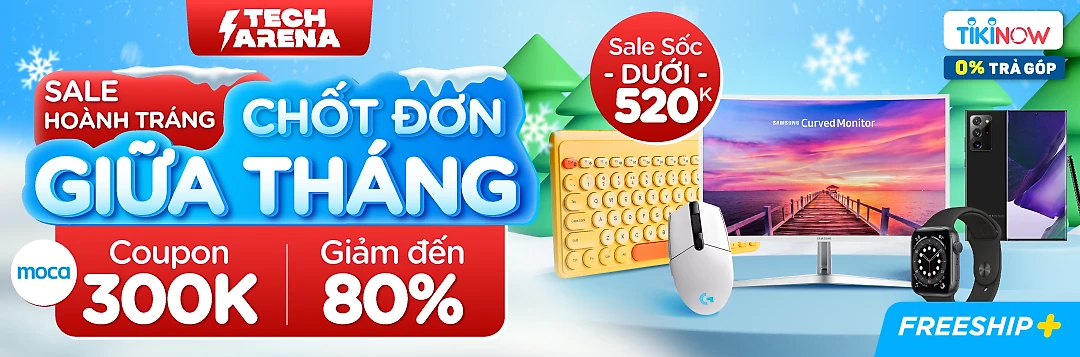 TECH
ARENA
SALE
HOÀNH TRÁNG
CHỐT ĐƠN
GIỮA THÁNG
moca
Coupon
300K
Giảm đến
80%
Sale Sốc
- DƯỚI -
520K
SAMSUNG Curved Monitor
SAMSUNG
G
TIKINOW
0% TRẢ GÓP
FREESHIP+